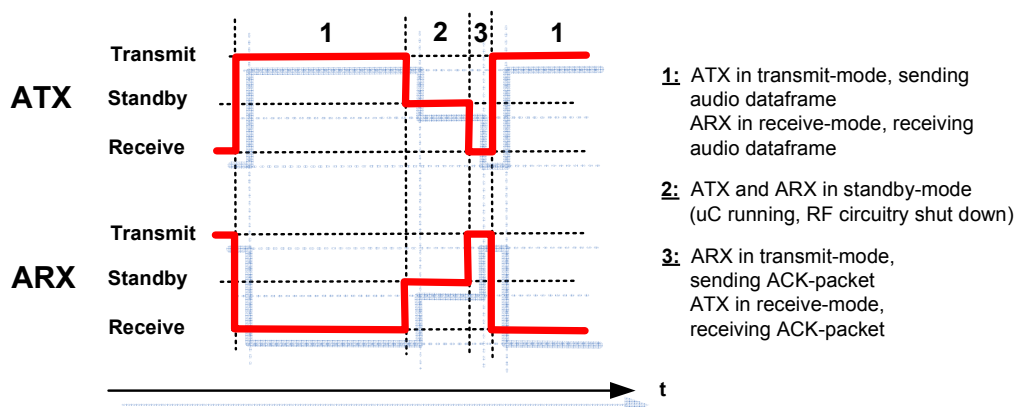 1 2 3 1
Transmit
ATX
Standby
Receive
Transmit
ARX
Standby
Receive
t
1: ATX in transmit-mode, sending
audio dataframe
ARX in receive-mode, receiving
audio dataframe
2: ATX and ARX in standby-mode
(uC running, RF circuitry shut down)
3: ARX in transmit-mode,
sending ACK-packet
ATX in receive-mode,
receiving ACK-packet